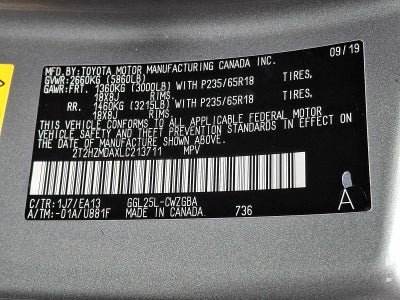 MFD. BY: TOYOTA MOTOR MANUFACTURING CANADA INC. 09/19
GVWR: 2660KG (5860LB)
GAWR: FRT. 1360KG (3000LB) WITH P235/65R18 TIRES,
18X8J RIMS,
RR. 1460KG (3215LB) WITH P235/65R18 TIRES,
18X8J RIMS,
THIS VEHICLE CONFORMS TO ALL APPLICABLE FEDERAL MOTOR
VEHICLE SAFETY STANDARDS IN EFFECT ON THE DATE OF
MANUFACTURE SHOWN ABOVE.
2T2HZMDAXLC213711 MPV
C/TR: 1J7/EA13 GGL25L-CWZGBA
A/TM: -01A/U881F MADE IN CANADA. 736
A